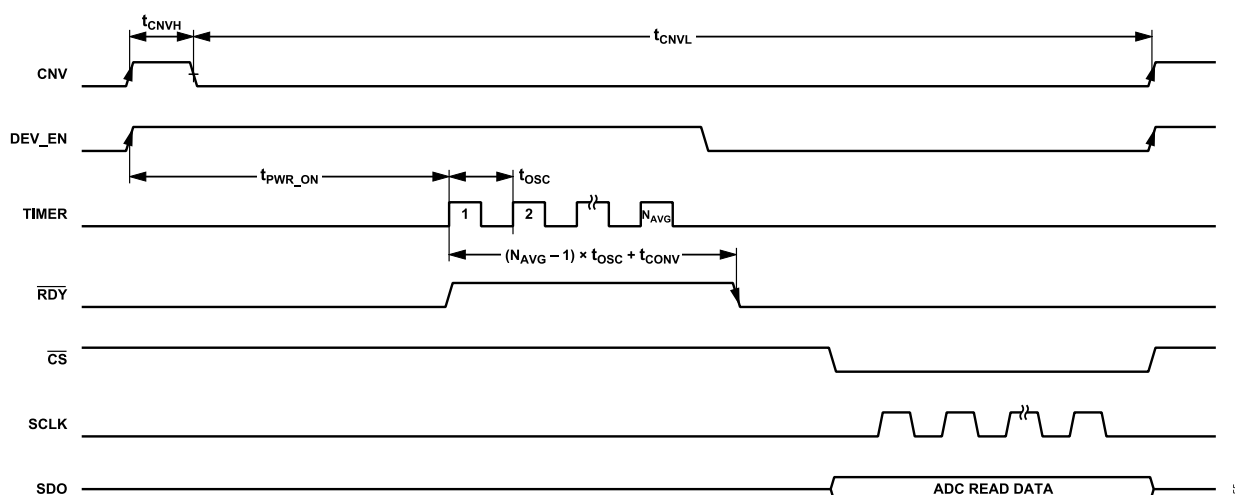 tCNVH
tCNVL
CNV
DEV_EN
tPWR_ON
tOSC
TIMER
1
2
NAVG
(NAVG – 1) × tOSC + tCONV
RDY
CS
SCLK
SDO
ADC READ DATA